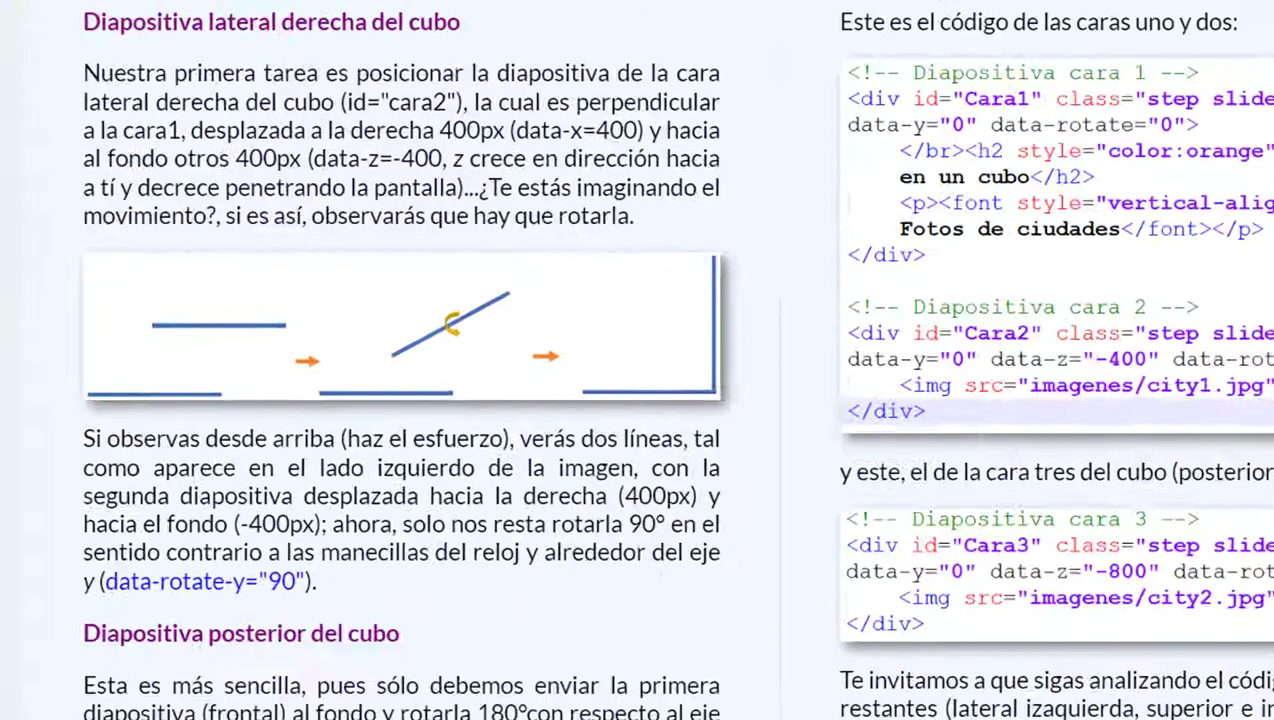 Diapositiva lateral derecha del cubo
Nuestra primera tarea es posicionar la diapositiva de la cara
lateral derecha del cubo (id="cara2"), la cual es perpendicular
a la cara1, desplazada a la derecha 400px (data-x=400) y hacia
al fondo otros 400px (data-z=-400, z crece en dirección hacia
a tí y decrece penetrando la pantalla)...¿Te estás imaginando el
movimiento?, si es así, observarás que hay que rotarla.
Si observas desde arriba (haz el esfuerzo), verás dos líneas, tal
como aparece en el lado izquierdo de la imagen, con la
segunda diapositiva desplazada hacia la derecha (400px) y
hacia el fondo (-400px); ahora, solo nos resta rotarla 90° en el
sentido contrario a las manecillas del reloj y alrededor del eje
y (data-rotate-y="90").
Diapositiva posterior del cubo
Esta es más sencilla, pues sólo debemos enviar la primera
diapositiva (frontal) al fondo y rotarla 180°con respecto al eje
Este es el código de las caras uno y dos:
<!-- Diapositiva cara 1 -->
<div id="Cara1" class="step slide
data-y="0" data-rotate="0">
</br><h2 style="color:orange"
en un cubo</h2>
<p><font style="vertical-alig
Fotos de ciudades</font></p>
</div>
<!-- Diapositiva cara 2 -->
<div id="Cara2" class="step slide
data-y="0" data-z="-400" data-rot
<img src="imagenes/city1.jpg"
</div>
y este, el de la cara tres del cubo (posterior
<!-- Diapositiva cara 3 -->
<div id="Cara3" class="step slide
data-y="0" data-z="-800" data-rot
<img src="imagenes/city2.jpg"
</div>
Te invitamos a que sigas analizando el códi
restantes (lateral izaquierda, superior e in